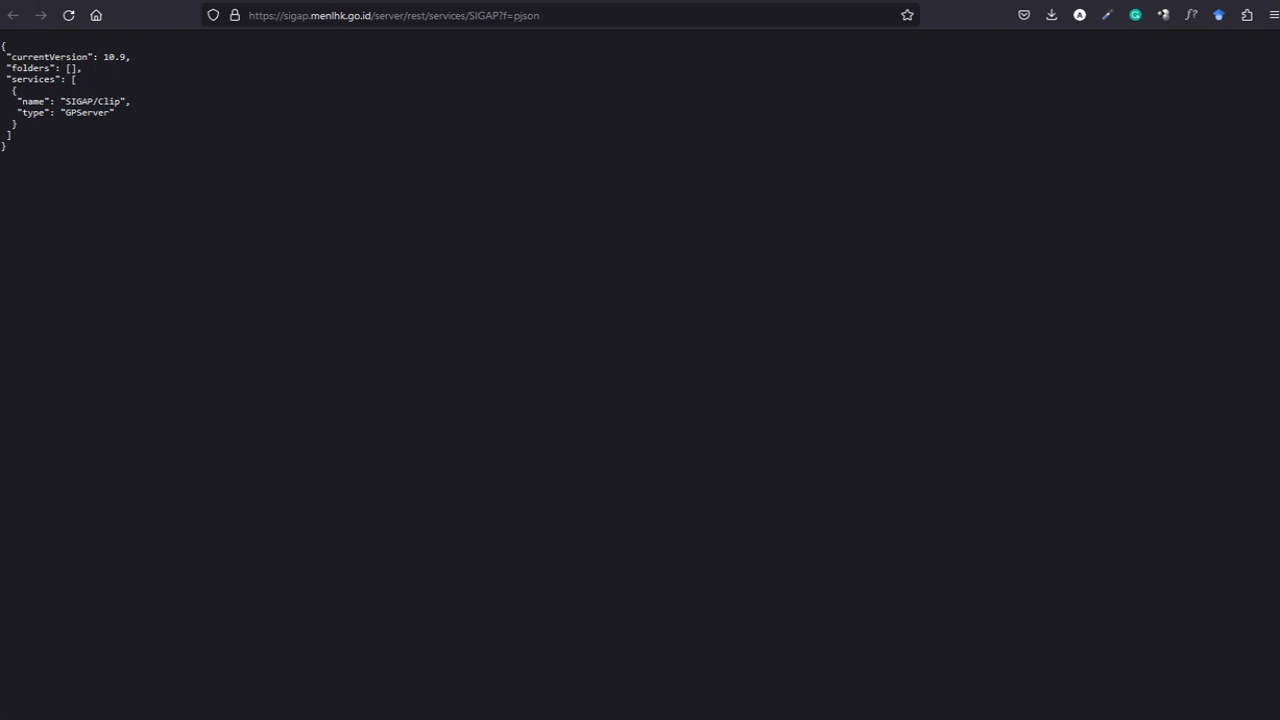 https://sigap.menlhk.go.id/server/rest/services/SIGAP?f=pjson
{
"currentVersion": 10.9,
"folders": [],
"services": [
{
"name": "SIGAP/Clip",
"type": "GPServer"
}
]
}